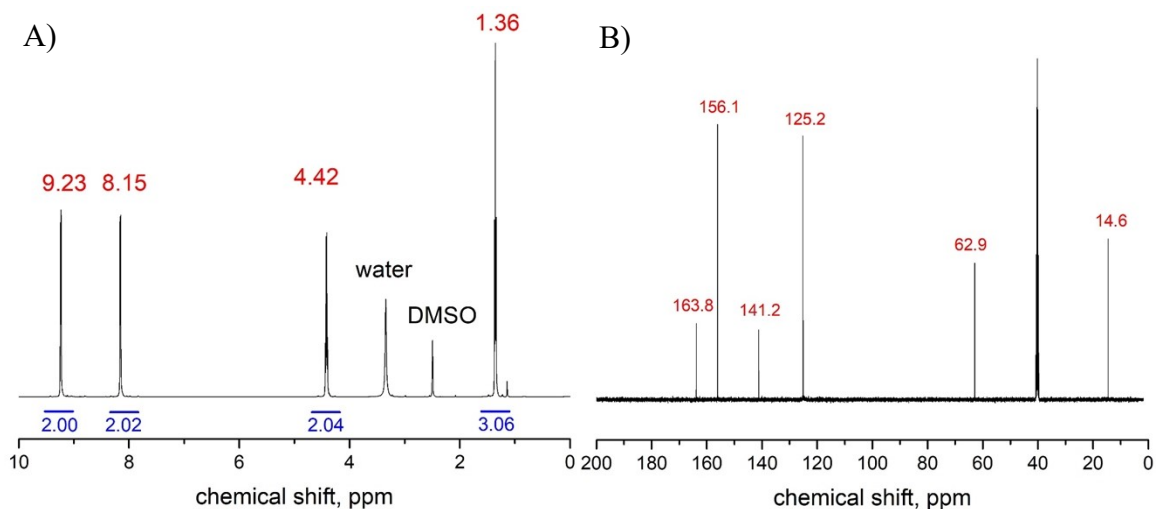 A)
1.36
9.23 8.15
4.42
water
DMSO
2.00 2.02 2.04 3.06
10 8 6 4 2 0
chemical shift, ppm
B)
156.1
125.2
163.8 141.2
62.9
14.6
200 180 160 140 120 100 80 60 40 20 0
chemical shift, ppm